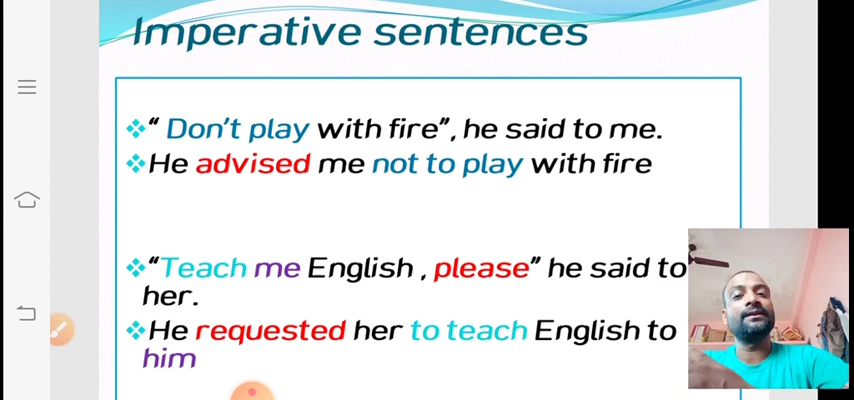 Imperative sentences
“ Don’t play with fire”, he said to me.
He advised me not to play with fire
“Teach me English , please” he said to
her.
He requested her to teach English to
him